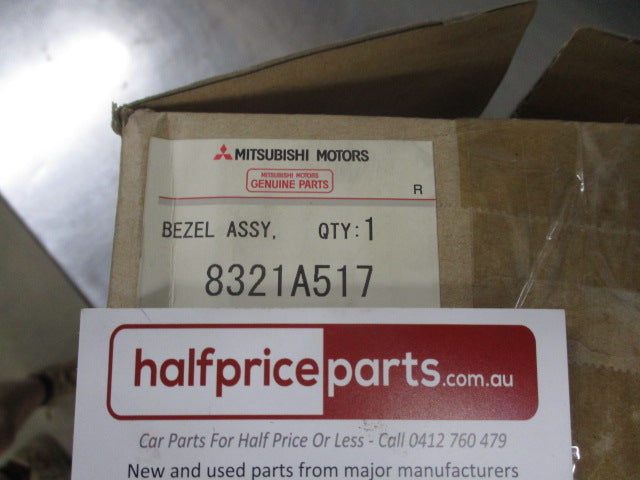 MITSUBISHI MOTORS
MITSUBISHI MOTORS
GENUINE PARTS
R
BEZEL ASSY, QTY:1
8321A517
halfpriceparts.com.au
Car Parts For Half Price Or Less - Call 0412 760 479
New and used parts from major manufacturers